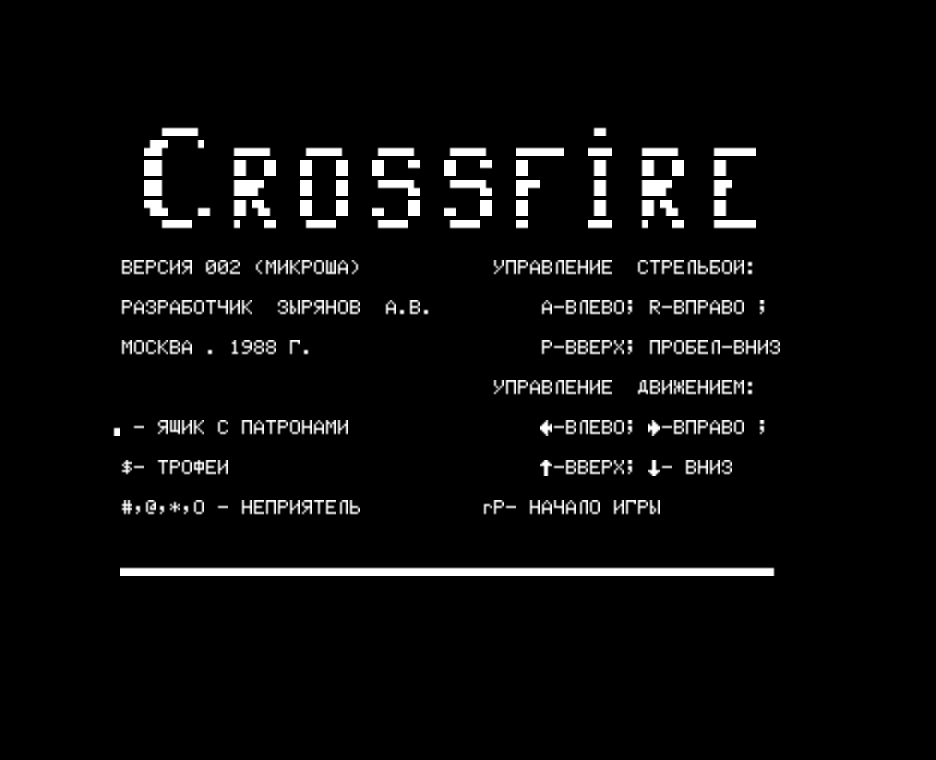 CROSSFiRE
ВЕРСИЯ 002 (МИКРОША)
РАЗРАБОТЧИК ЗЫРЯНОВ А.В.
МОСКВА . 1988 Г.
. - ЯЩИК С ПАТРОНАМИ
$- ТРОФЕИ
#,@,*,O - НЕПРИЯТЕЛЬ
УПРАВЛЕНИЕ СТРЕЛЬБОЙ:
A-ВЛЕВО; R-ВПРАВО ;
P-ВВЕРХ; ПРОБЕЛ-ВНИЗ
УПРАВЛЕНИЕ ДВИЖЕНИЕМ:
←-ВЛЕВО; →-ВПРАВО ;
↑-ВВЕРХ; ↓- ВНИЗ
rP- НАЧАЛО ИГРЫ